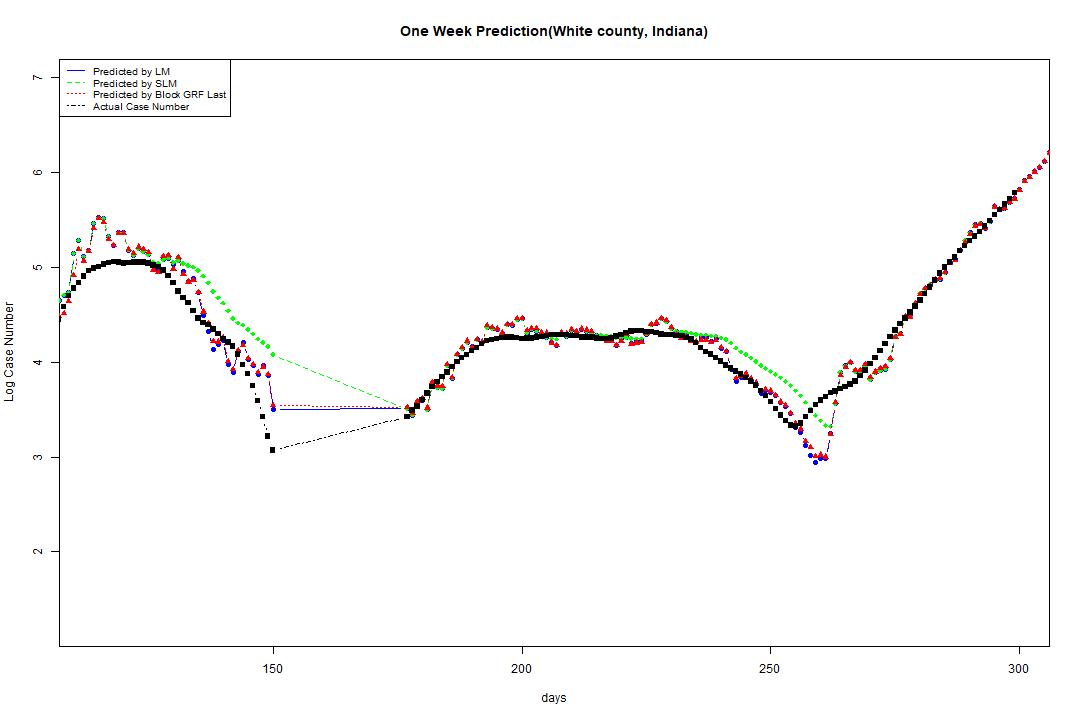 One Week Prediction(White county, Indiana)
Predicted by LM
Predicted by SLM
Predicted by Block GRF Last
Actual Case Number
7
6
5
4
3
2
Log Case Number
150
200
250
300
days